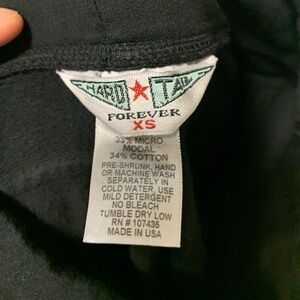 HARD TAIL
FOREVER
XS
33% MICRO
MODAL
34% COTTON
PRE-SHRUNK, HAND
OR MACHINE WASH
SEPARATELY IN
COLD WATER, USE
MILD DETERGENT
NO BLEACH
TUMBLE DRY LOW
RN # 107435
MADE IN USA